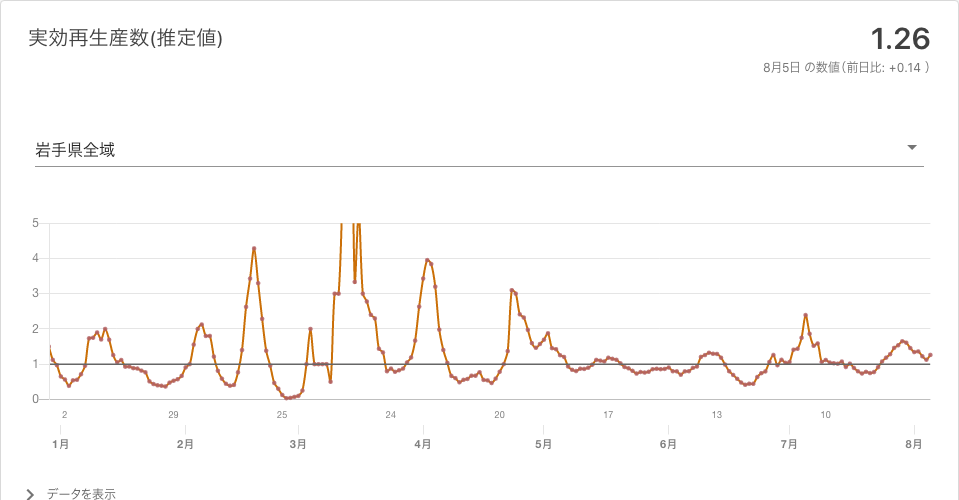 実効再生産数(推定値)
1.26
8月5日 の数値（前日比: +0.14 ）
岩手県全域
5
4
3
2
1
0
2 29 25 24 20 17 13 10
1月 2月 3月 4月 5月 6月 7月 8月
データを表示